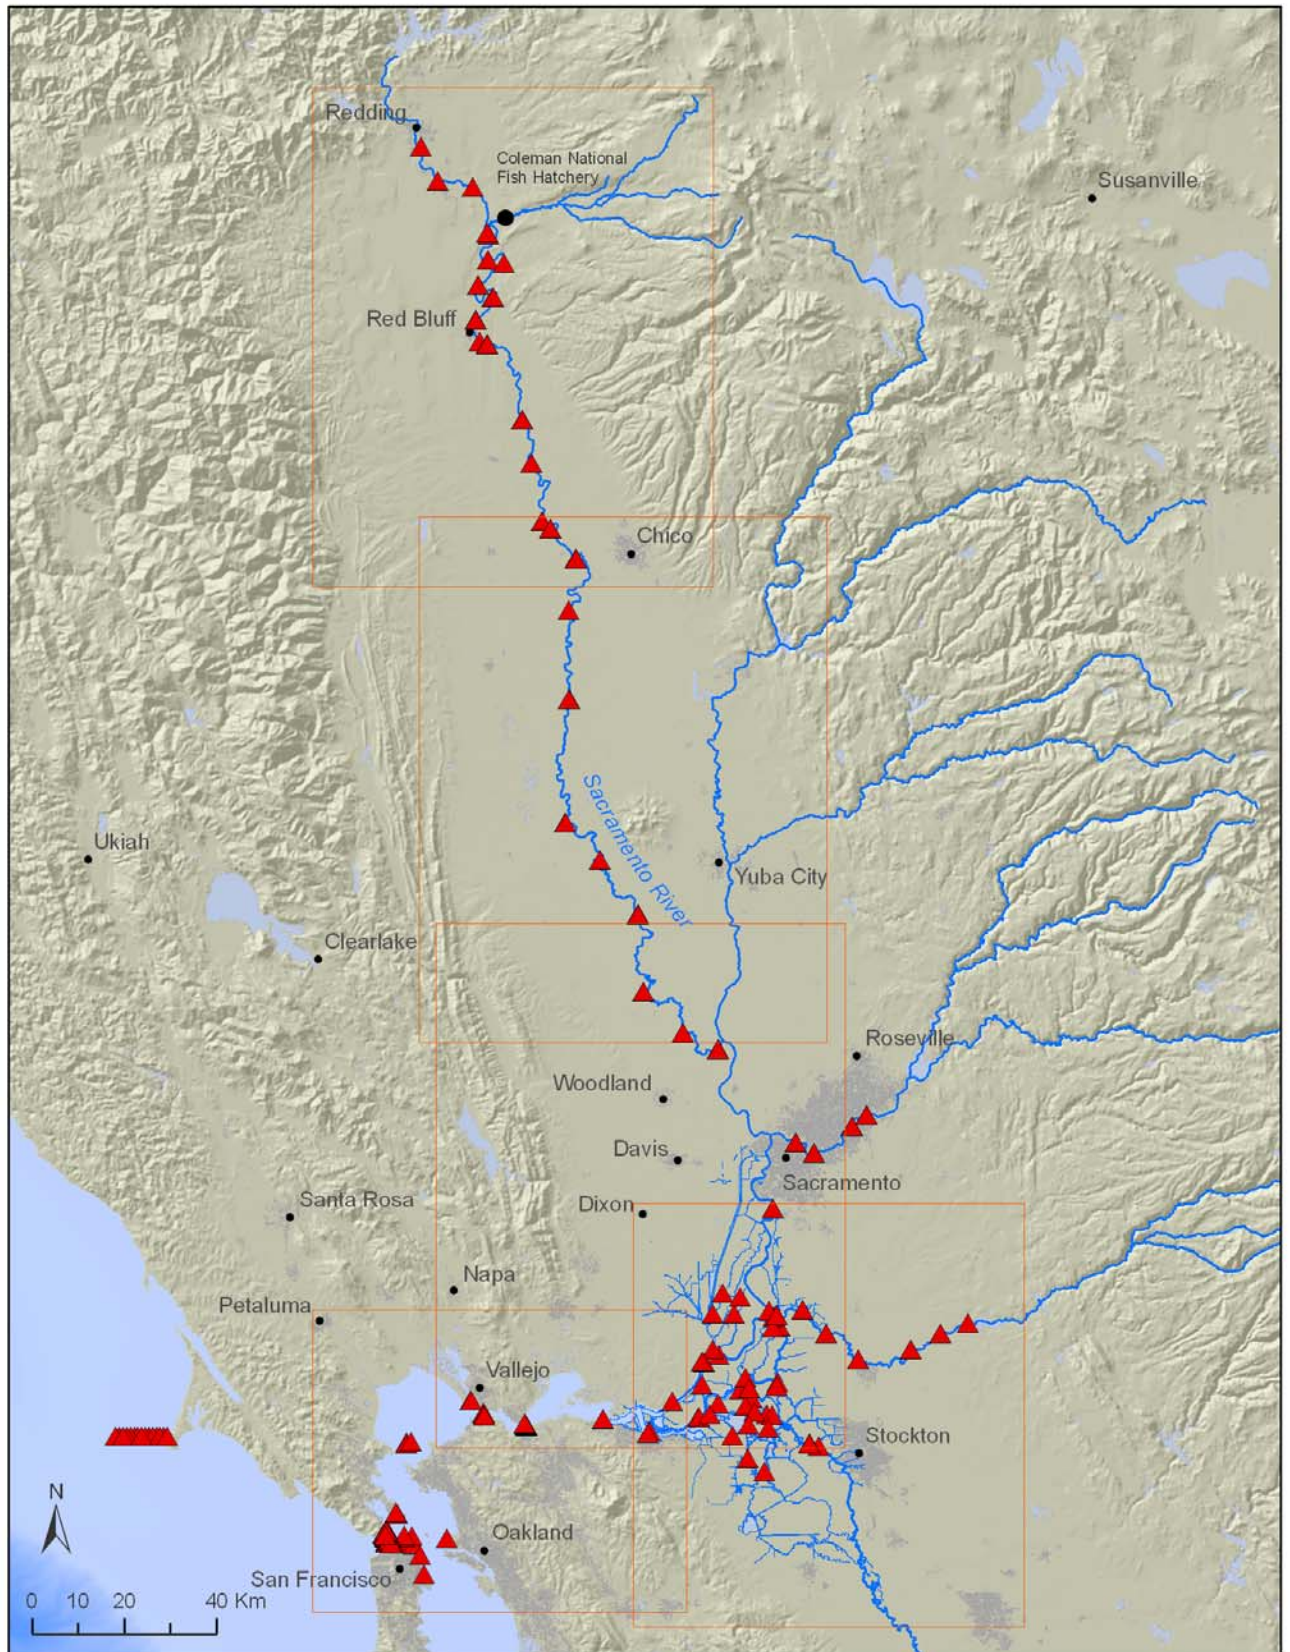 Redding
Coleman National
Fish Hatchery
Susanville
Red Bluff
Chico
Sacramento River
Ukiah
Yuba City
Clearlake
Roseville
Woodland
Davis
Sacramento
Santa Rosa
Dixon
Napa
Petaluma
Vallejo
Stockton
N
Oakland
San Francisco
0 10 20 40 Km